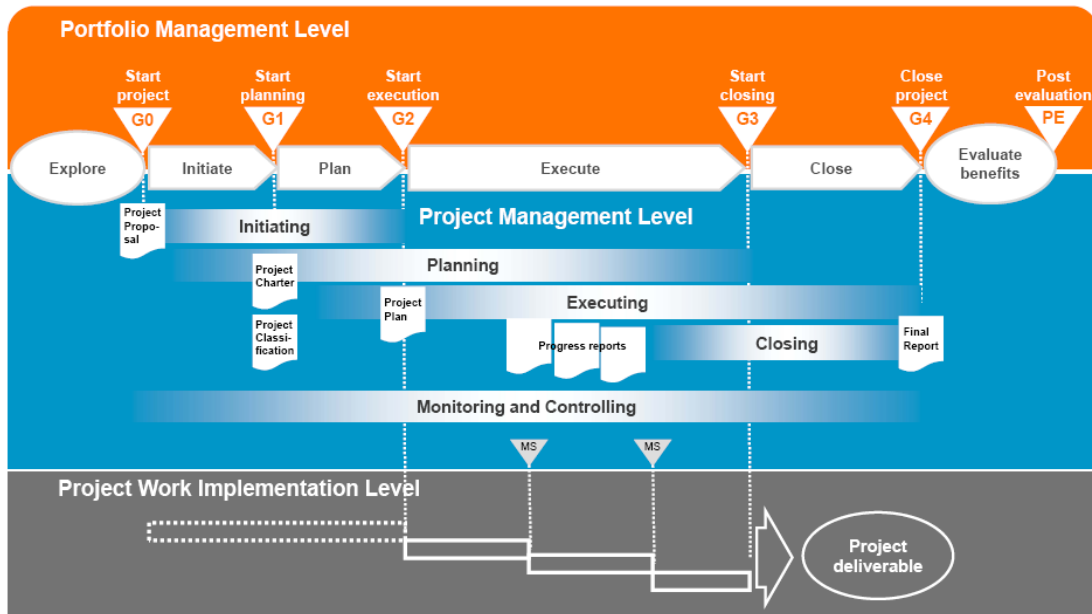 Portfolio Management Level
Start
project
Start
planning
Start
execution
Start
closing
Close
project
Post
evaluation
G0
G1
G2
G3
G4
PE
Explore
Initiate
Plan
Execute
Close
Evaluate
benefits
Project Management Level
Project
Propo-
sal
Initiating
Planning
Project
Charter
Project
Plan
Executing
Project
Classi-
fication
Progress reports
Closing
Final
Report
Monitoring and Controlling
MS
MS
Project Work Implementation Level
Project
deliverable